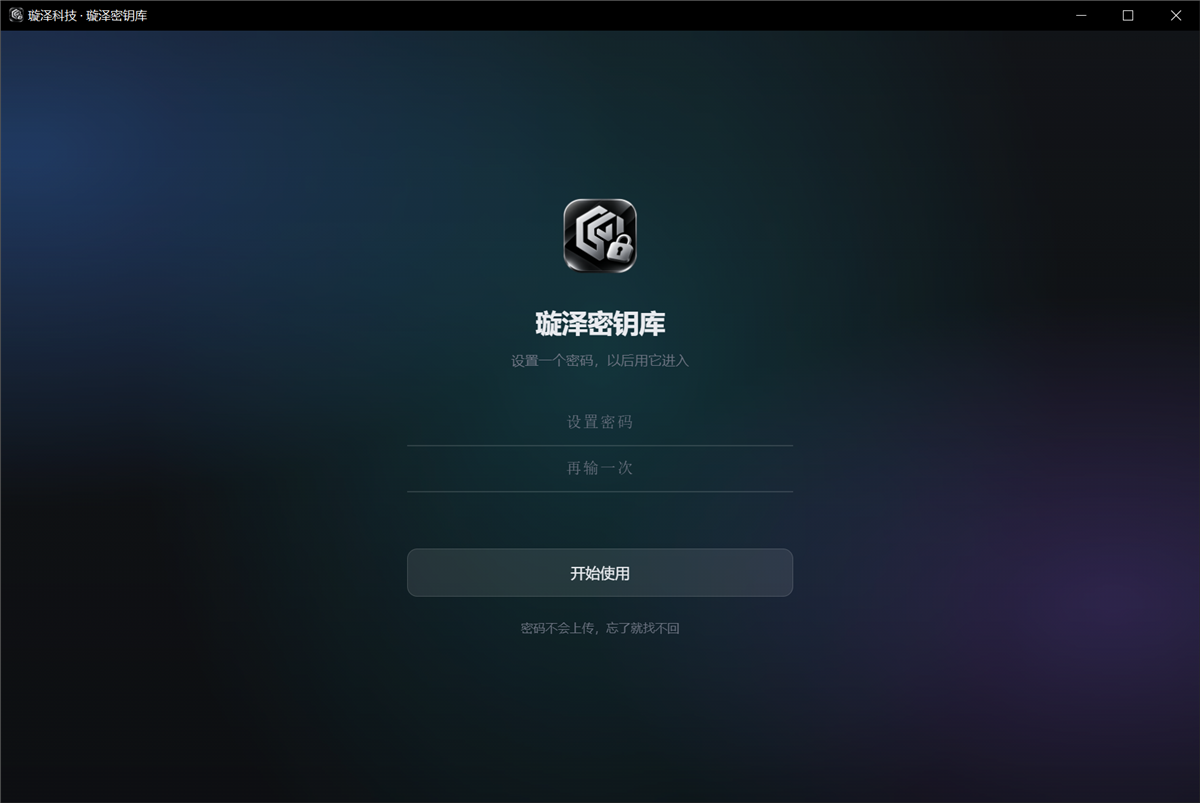 璇泽科技 · 璇泽密钥库
璇泽密钥库
设置一个密码，以后用它进入
设置密码
再输一次
开始使用
密码不会上传，忘了就找不回